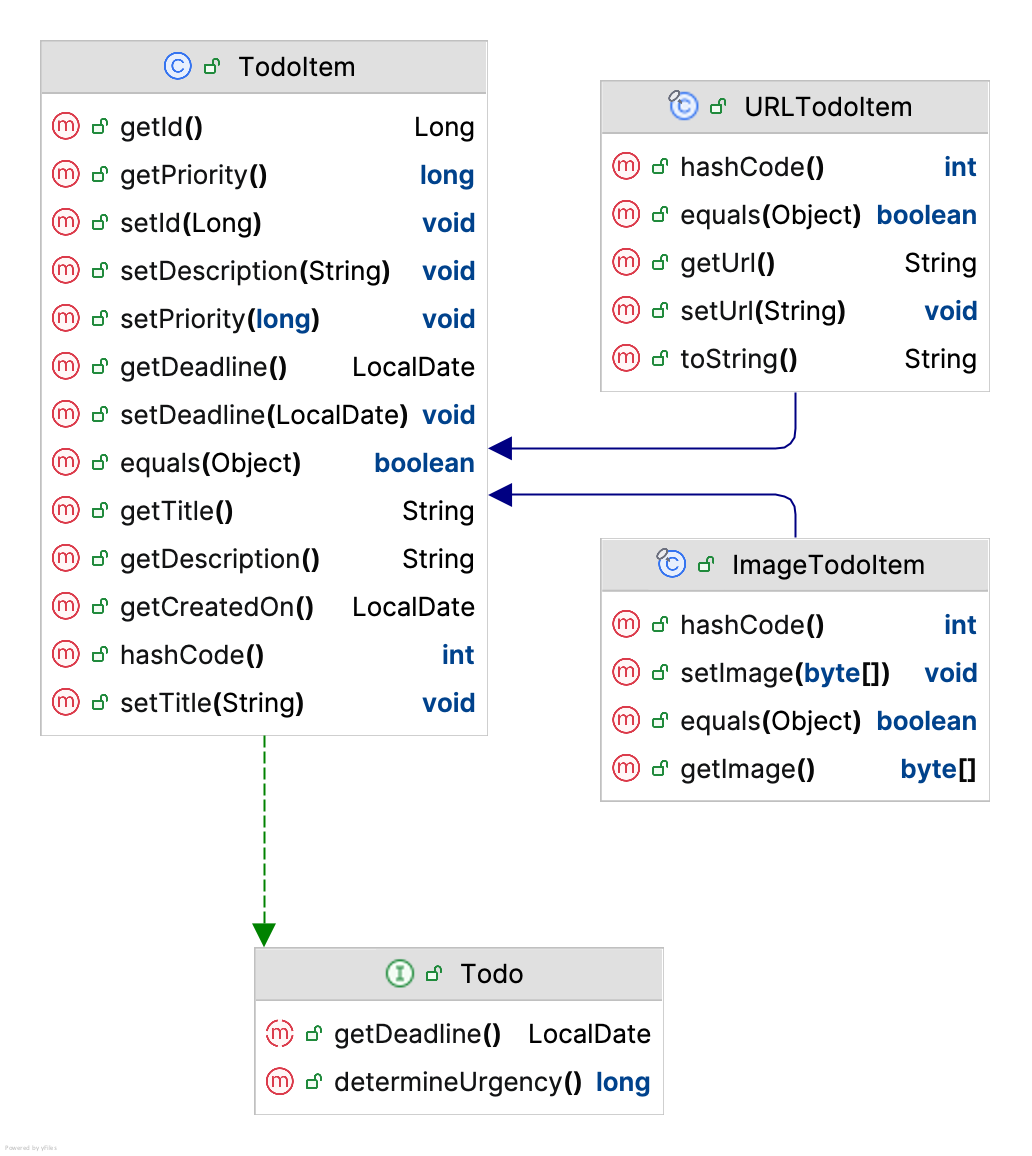 TodoItem
getId() Long
getPriority() long
setId(Long) void
setDescription(String) void
setPriority(long) void
getDeadline() LocalDate
setDeadline(LocalDate) void
equals(Object) boolean
getTitle() String
getDescription() String
getCreatedOn() LocalDate
hashCode() int
setTitle(String) void
URLTodoItem
hashCode() int
equals(Object) boolean
getUrl() String
setUrl(String) void
toString() String
ImageTodoItem
hashCode() int
setImage(byte[]) void
equals(Object) boolean
getImage() byte[]
Todo
getDeadline() LocalDate
determineUrgency() long
Powered by yFiles